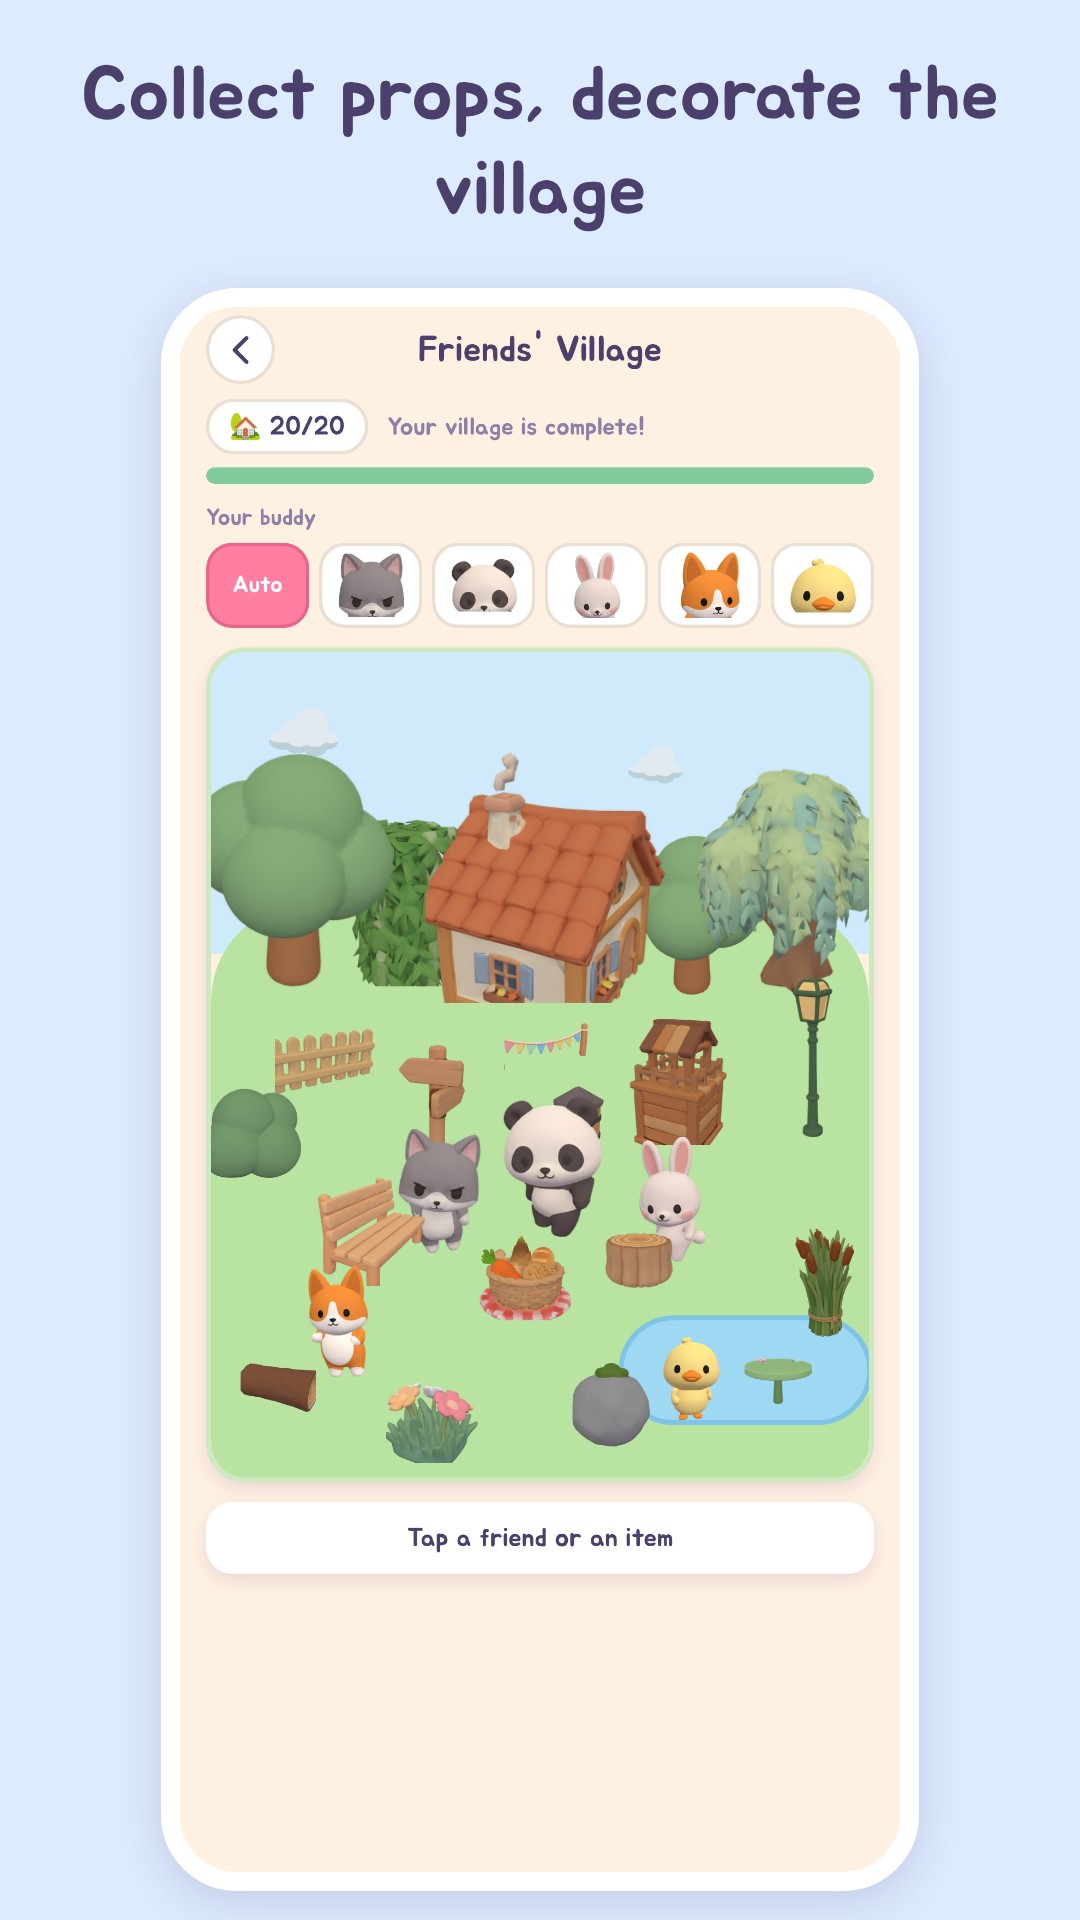 Collect props, decorate the
village
Friends' Village
20/20
Your village is complete!
Your buddy
Auto
Tap a friend or an item